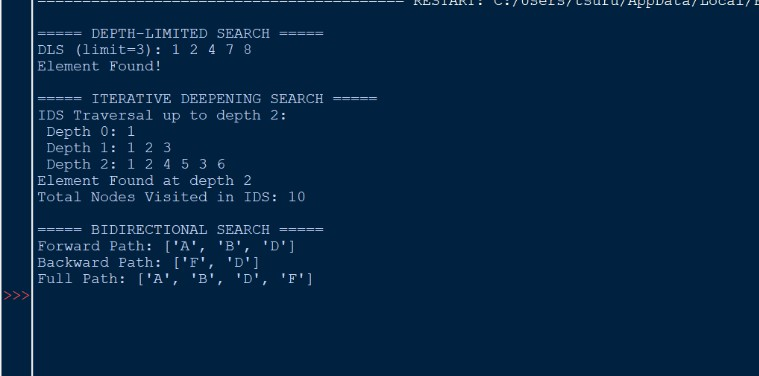 RESTART: C:/Users/tsuru/AppData/Local/
===== DEPTH-LIMITED SEARCH =====
DLS (limit=3): 1 2 4 7 8
Element Found!
===== ITERATIVE DEEPENING SEARCH =====
IDS Traversal up to depth 2:
Depth 0: 1
Depth 1: 1 2 3
Depth 2: 1 2 4 5 3 6
Element Found at depth 2
Total Nodes Visited in IDS: 10
===== BIDIRECTIONAL SEARCH =====
Forward Path: ['A', 'B', 'D']
Backward Path: ['F', 'D']
Full Path: ['A', 'B', 'D', 'F']
>>>